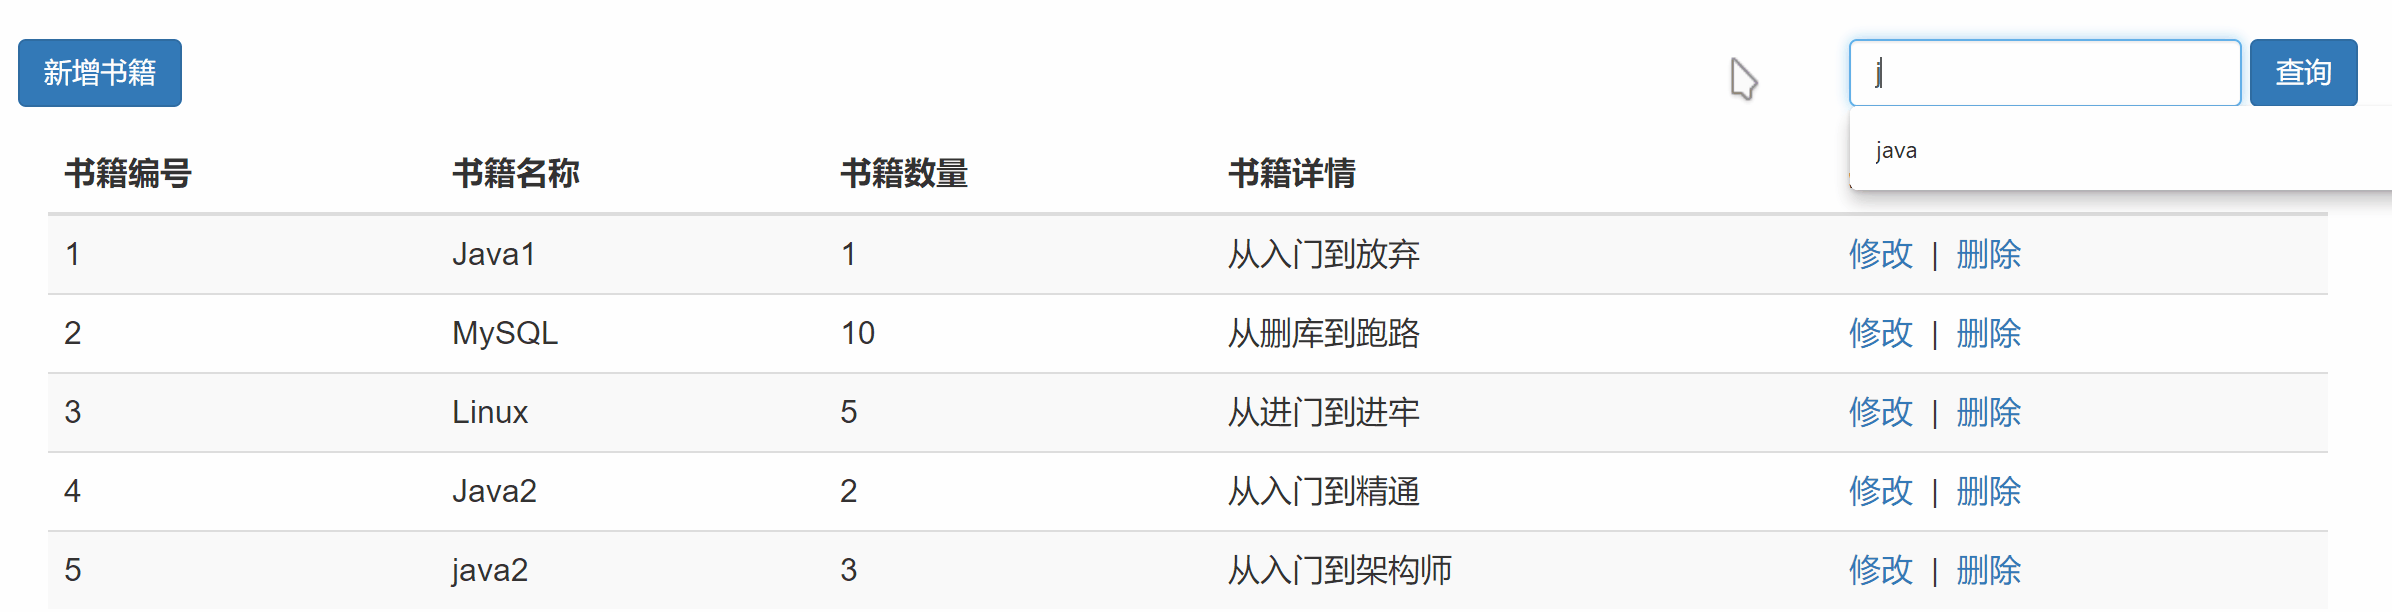 新增书籍 j 查询
java
书籍编号 书籍名称 书籍数量 书籍详情
1 Java1 1 从入门到放弃 修改 | 删除
2 MySQL 10 从删库到跑路 修改 | 删除
3 Linux 5 从进门到进牢 修改 | 删除
4 Java2 2 从入门到精通 修改 | 删除
5 java2 3 从入门到架构师 修改 | 删除